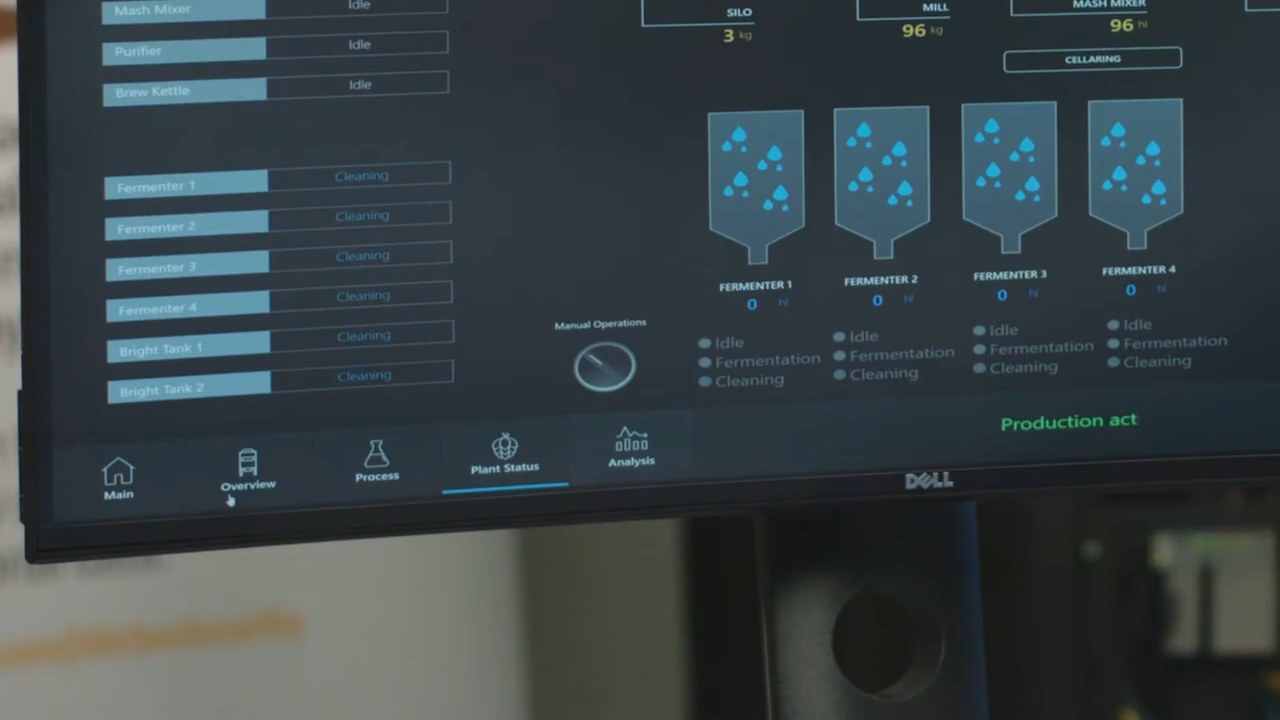 Mash Mixer Idle
Purifier Idle
Brew Kettle Idle
Fermenter 1 Cleaning
Fermenter 2 Cleaning
Fermenter 3 Cleaning
Fermenter 4 Cleaning
Bright Tank 1 Cleaning
Bright Tank 2 Cleaning
SILO
3 kg
MILL
96 kg
MASH MIXER
96 hl
CELLARING
FERMENTER 1
0 hl
Idle
Fermentation
Cleaning
FERMENTER 2
0 hl
Idle
Fermentation
Cleaning
FERMENTER 3
0 hl
Idle
Fermentation
Cleaning
FERMENTER 4
0 hl
Idle
Fermentation
Cleaning
Manual Operations
Production act
Main
Overview
Process
Plant Status
Analysis
DELL